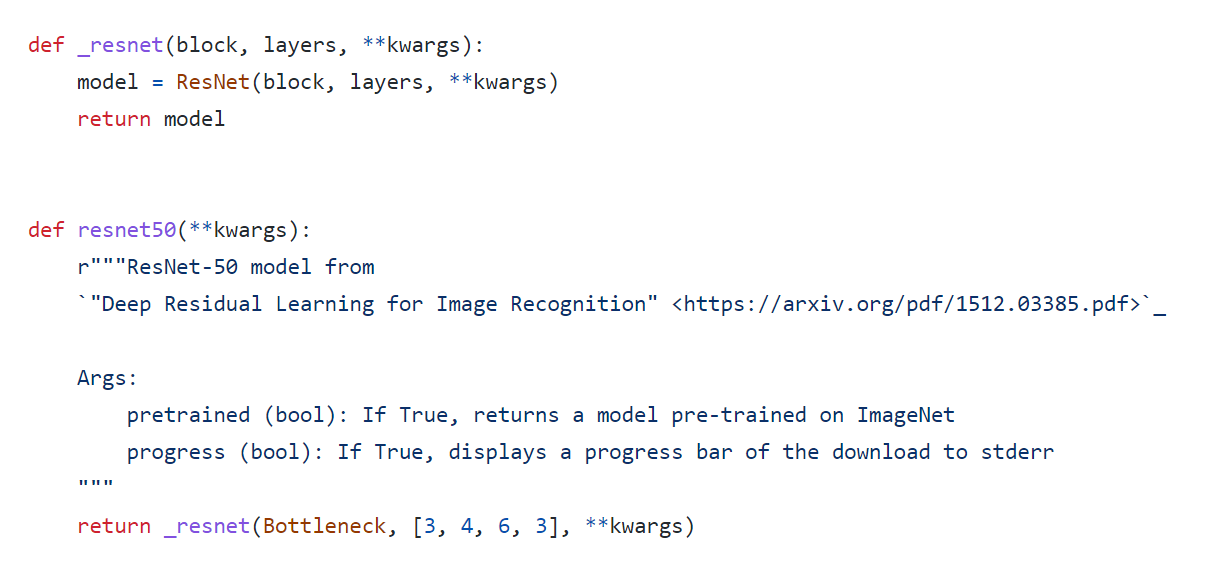 def _resnet(block, layers, **kwargs):
    model = ResNet(block, layers, **kwargs)
    return model
def resnet50(**kwargs):
    r"""ResNet-50 model from
    `"Deep Residual Learning for Image Recognition" <https://arxiv.org/pdf/1512.03385.pdf>`_
    Args:
        pretrained (bool): If True, returns a model pre-trained on ImageNet
        progress (bool): If True, displays a progress bar of the download to stderr
    """
    return _resnet(Bottleneck, [3, 4, 6, 3], **kwargs)